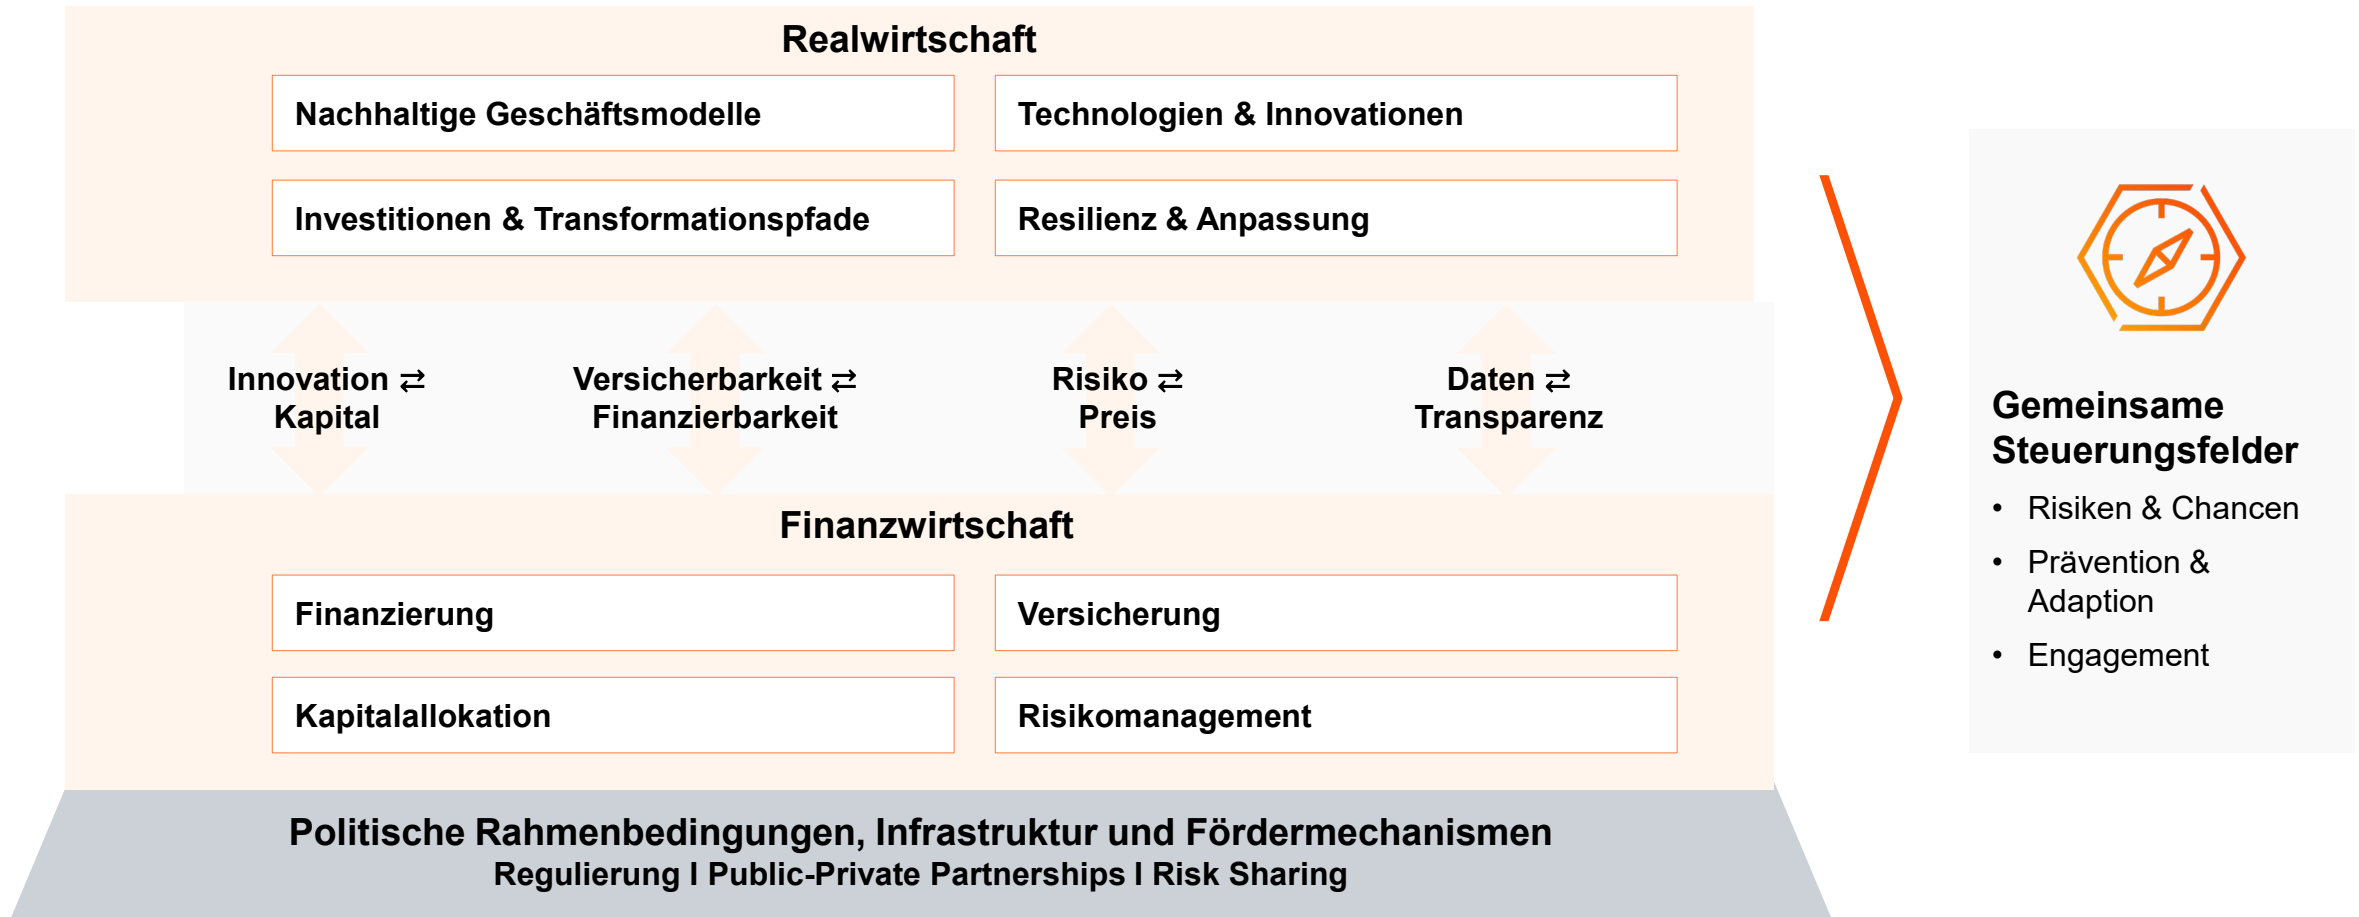 Realwirtschaft
Nachhaltige Geschäftsmodelle
Technologien & Innovationen
Investitionen & Transformationspfade
Resilienz & Anpassung
Innovation ⇄
Kapital
Versicherbarkeit ⇄
Finanzierbarkeit
Risiko ⇄
Preis
Daten ⇄
Transparenz
Finanzwirtschaft
Finanzierung
Versicherung
Kapitalallokation
Risikomanagement
Politische Rahmenbedingungen, Infrastruktur und Fördermechanismen
Regulierung I Public-Private Partnerships I Risk Sharing
Gemeinsame
Steuerungsfelder
• Risiken & Chancen
• Prävention &
Adaption
• Engagement